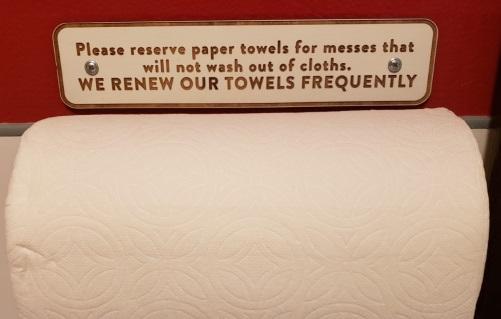 Please reserve paper towels for messes that
will not wash out of cloths.
WE RENEW OUR TOWELS FREQUENTLY